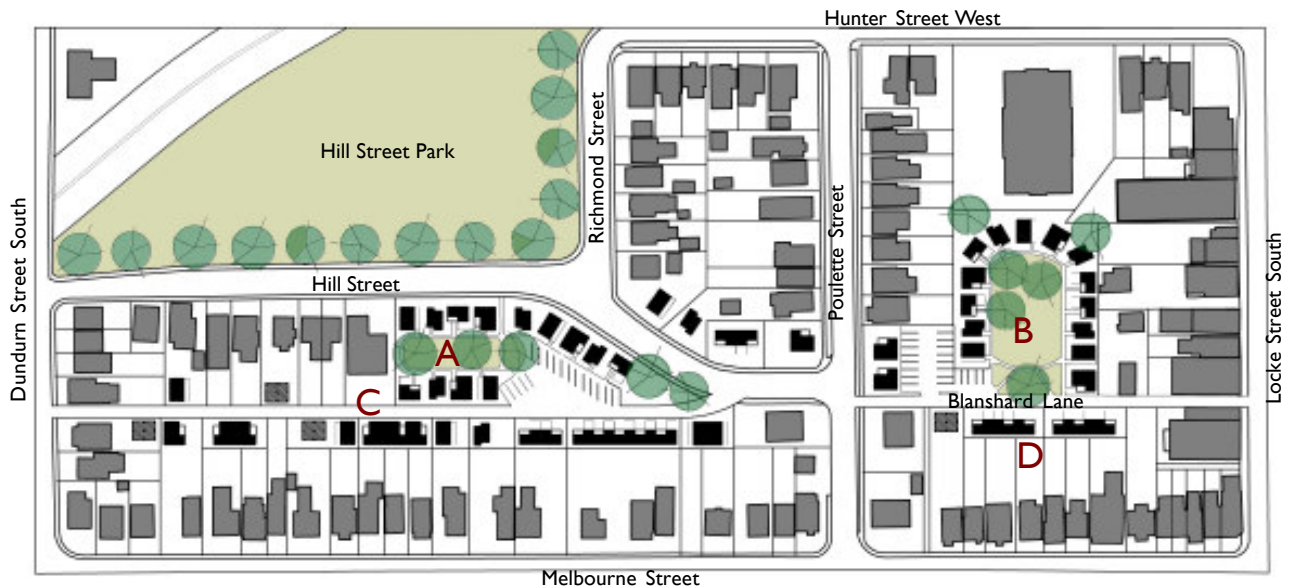 Hunter Street West
Hill Street Park
Richmond Street
Poulette Street
Dundurn Street South
Locke Street South
Hill Street
A
B
C
Blanshard Lane
D
Melbourne Street